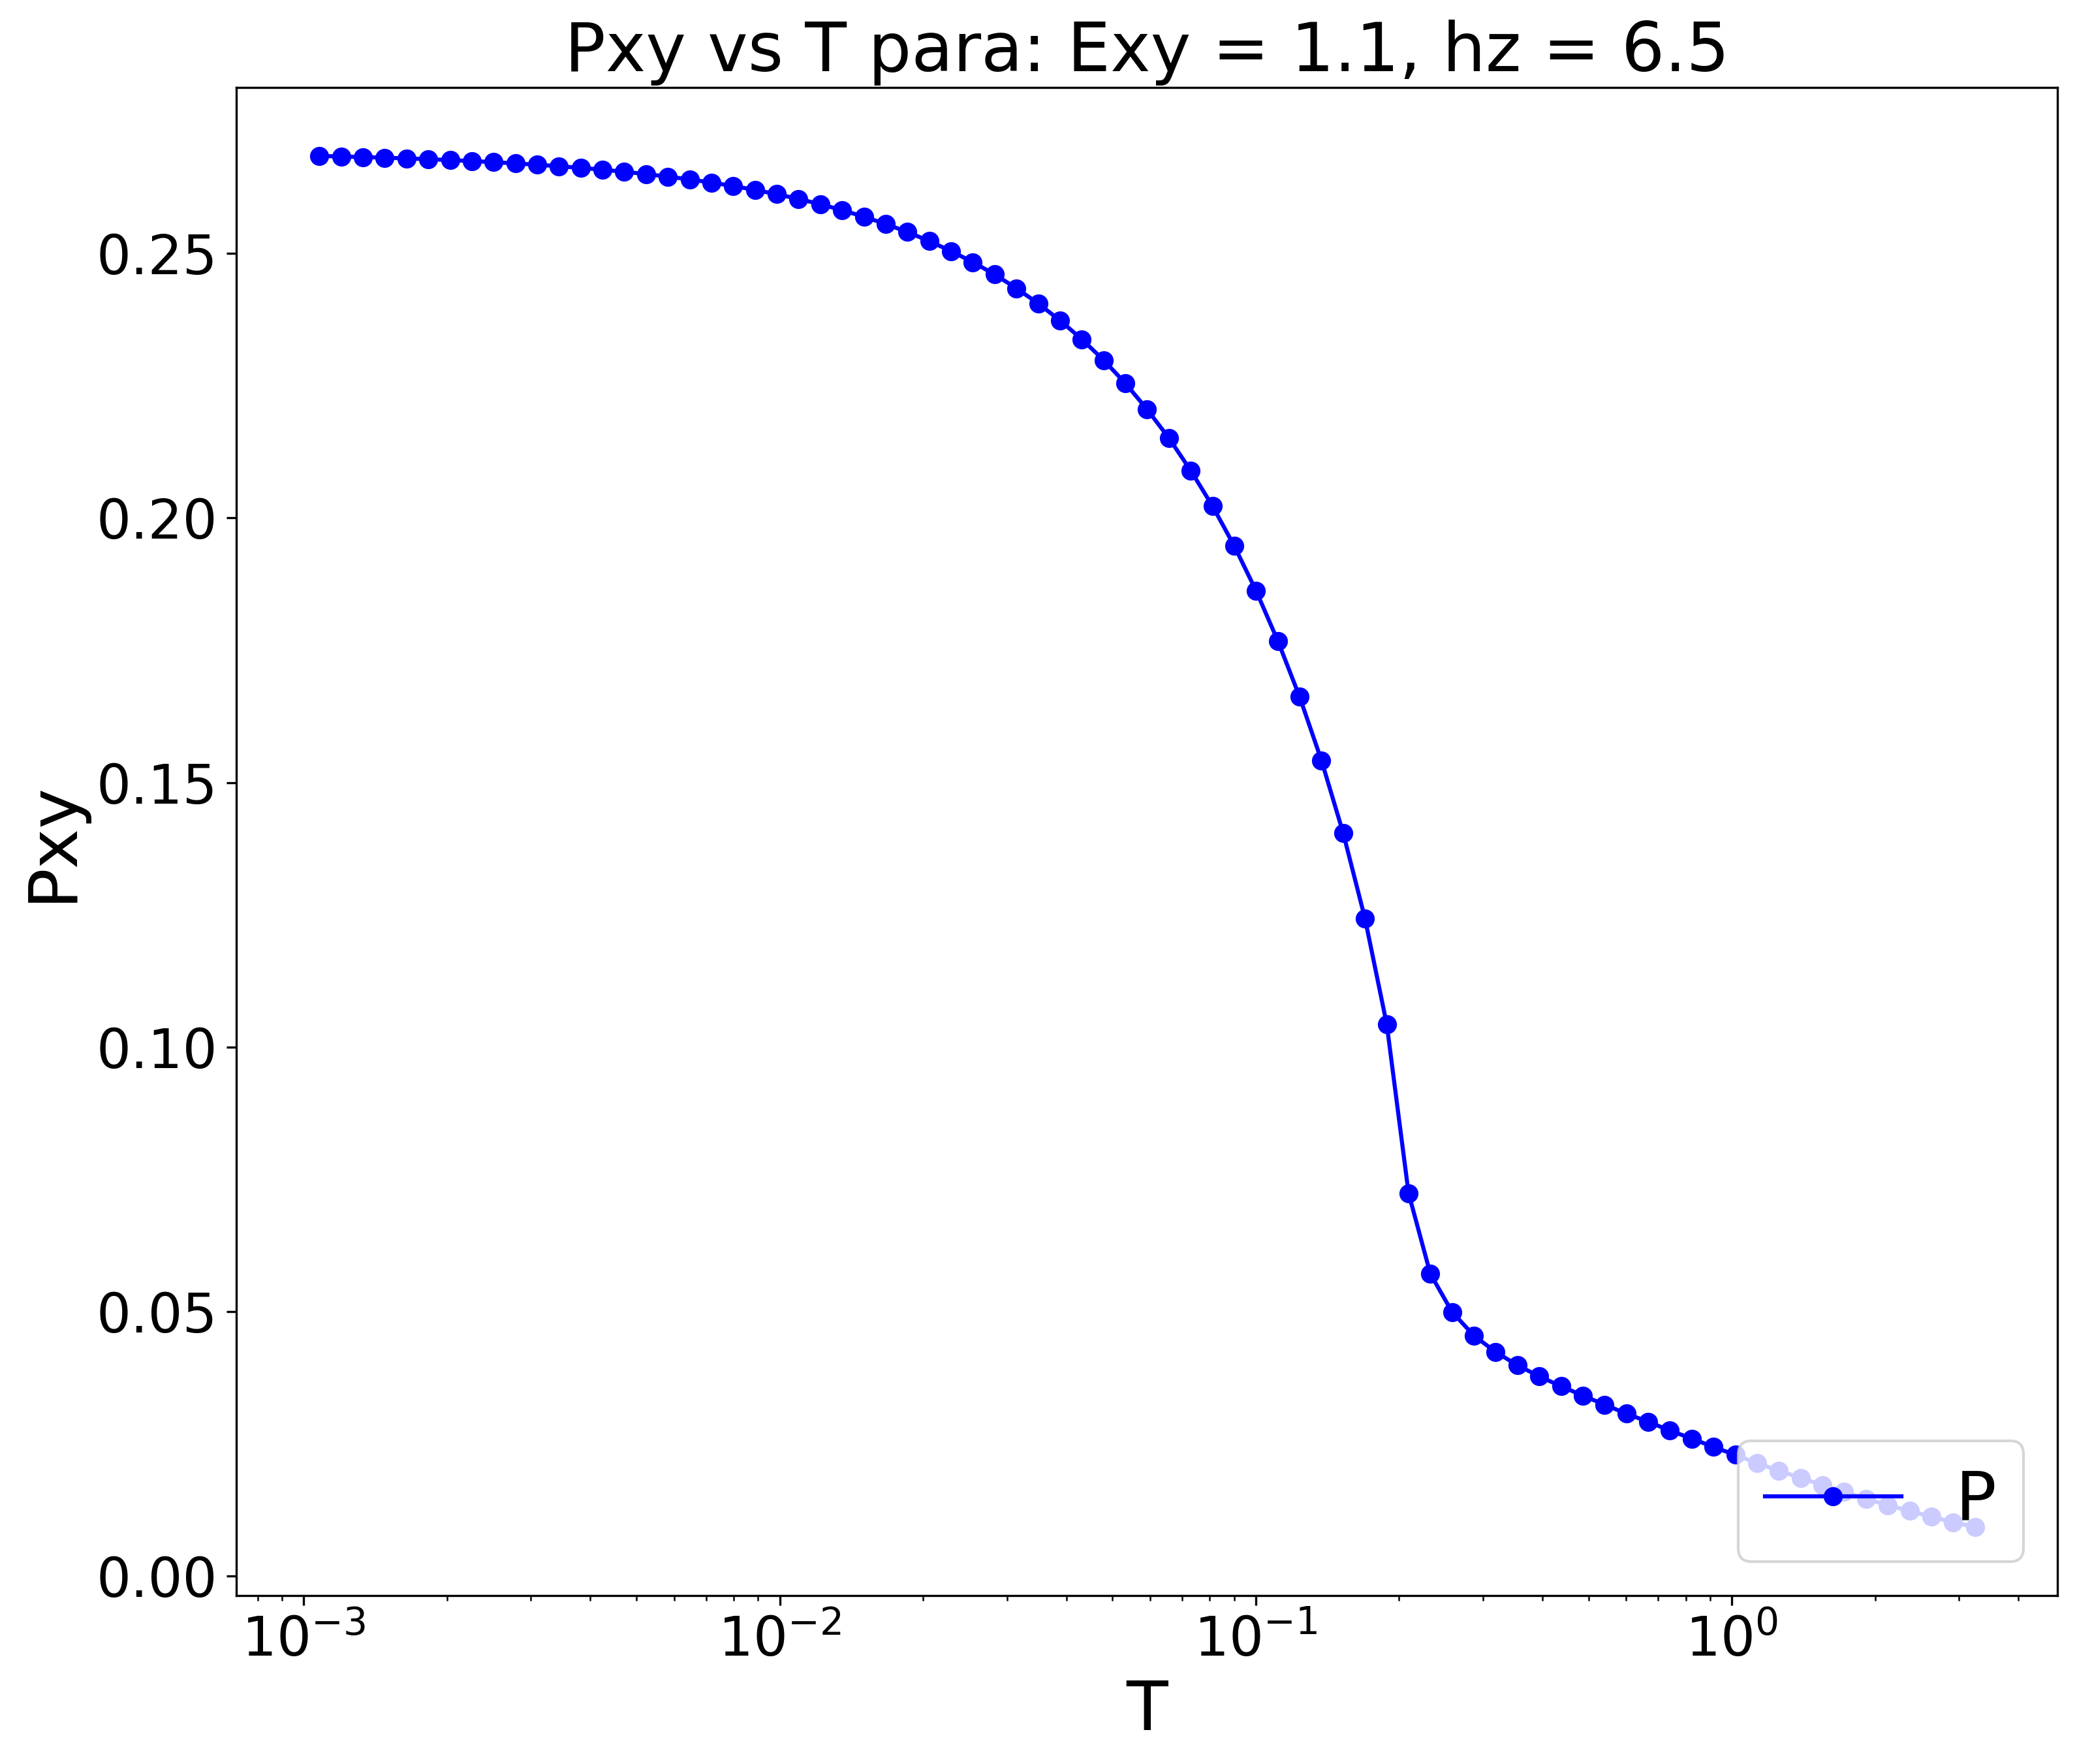 Pxy vs T para: Exy = 1.1, hz = 6.5
Pxy
0.25
0.20
0.15
0.10
0.05
0.00
10⁻³ 10⁻² 10⁻¹ 10⁰
T
P